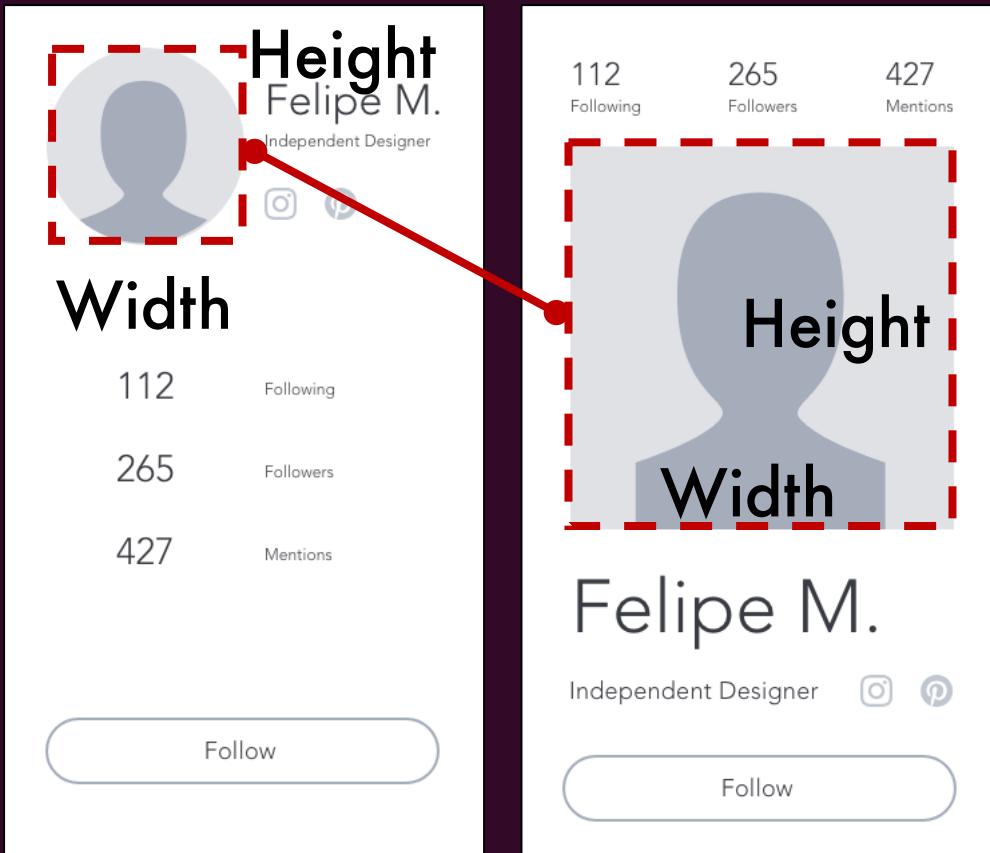 Height
Felipe M.
Independent Designer
Width
112 Following
265 Followers
427 Mentions
Follow
112 265 427
Following Followers Mentions
Height
Width
Felipe M.
Independent Designer
Follow